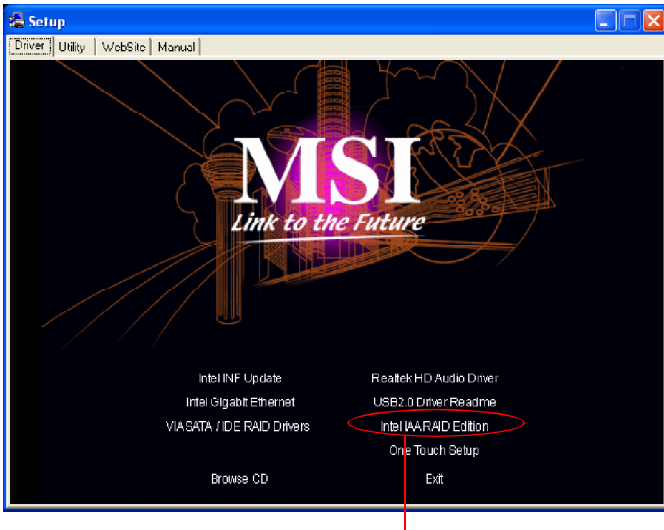 Setup
Driver Utility WebSite Manual
MSI
Link to the Future
Intel INF Update
Realtek HD Audio Driver
Intel Gigabit Ethernet
USB2.0 Driver Readme
VIA SATA / IDE RAID Drivers
Intel IAA RAID Edition
One Touch Setup
Browse CD
Exit